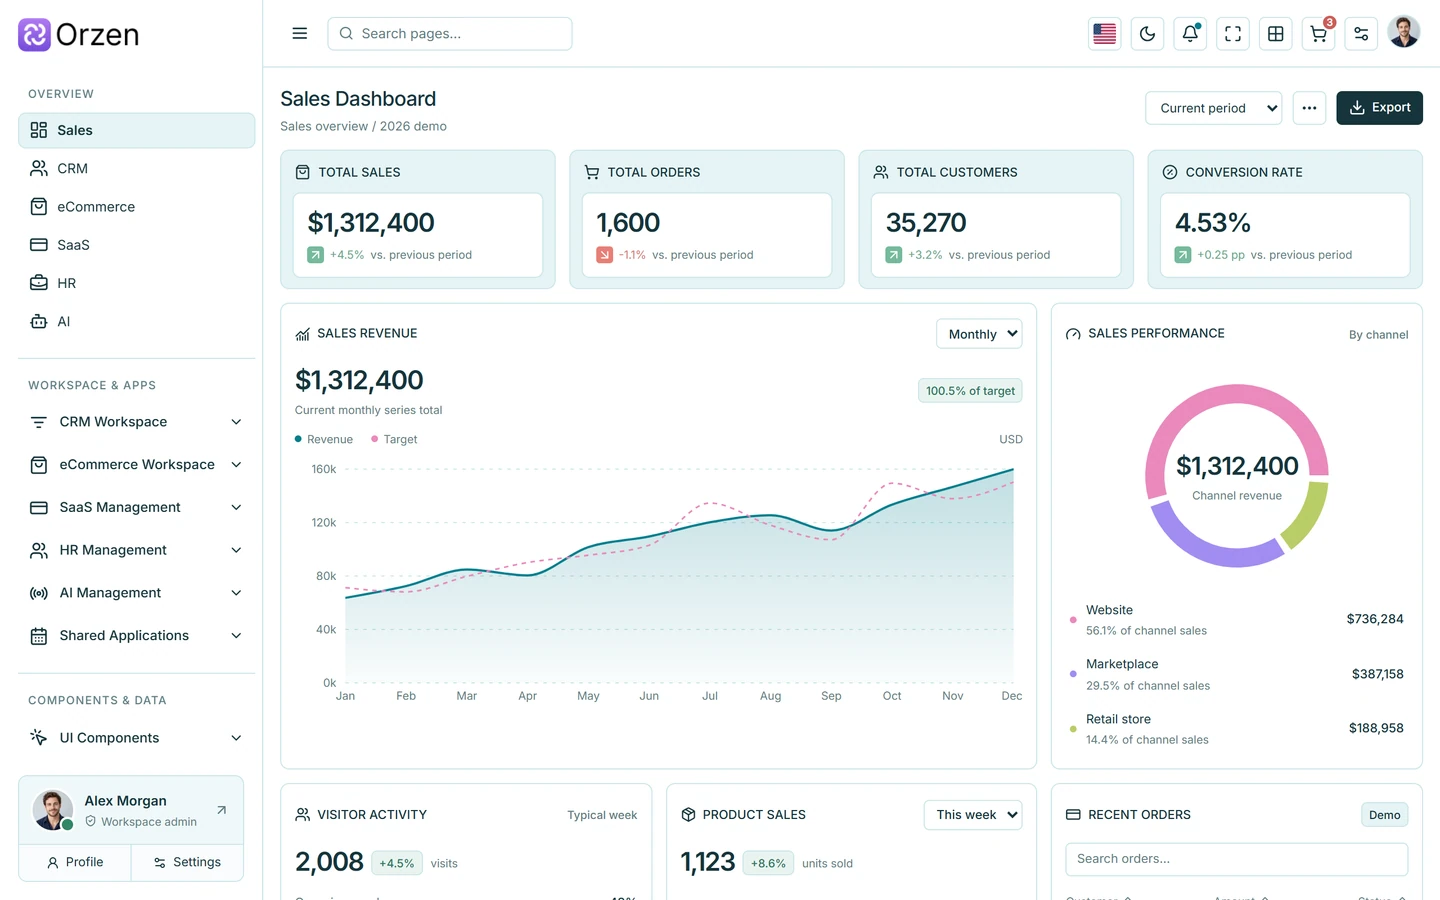 Orzen
Search pages...
3
OVERVIEW
Sales
CRM
eCommerce
SaaS
HR
AI
WORKSPACE & APPS
CRM Workspace
eCommerce Workspace
SaaS Management
HR Management
AI Management
Shared Applications
COMPONENTS & DATA
UI Components
Alex Morgan
Workspace admin
Profile
Settings
Sales Dashboard
Sales overview / 2026 demo
Current period
Export
TOTAL SALES
$1,312,400
+4.5% vs. previous period
TOTAL ORDERS
1,600
-1.1% vs. previous period
TOTAL CUSTOMERS
35,270
+3.2% vs. previous period
CONVERSION RATE
4.53%
+0.25 pp vs. previous period
SALES REVENUE
Monthly
$1,312,400
Current monthly series total
100.5% of target
Revenue
Target
USD
160k
120k
80k
40k
0k
Jan Feb Mar Apr May Jun Jul Aug Sep Oct Nov Dec
SALES PERFORMANCE
By channel
$1,312,400
Channel revenue
Website
56.1% of channel sales
$736,284
Marketplace
29.5% of channel sales
$387,158
Retail store
14.4% of channel sales
$188,958
VISITOR ACTIVITY
Typical week
2,008 +4.5% visits
PRODUCT SALES
This week
1,123 +8.6% units sold
RECENT ORDERS
Demo
Search orders...